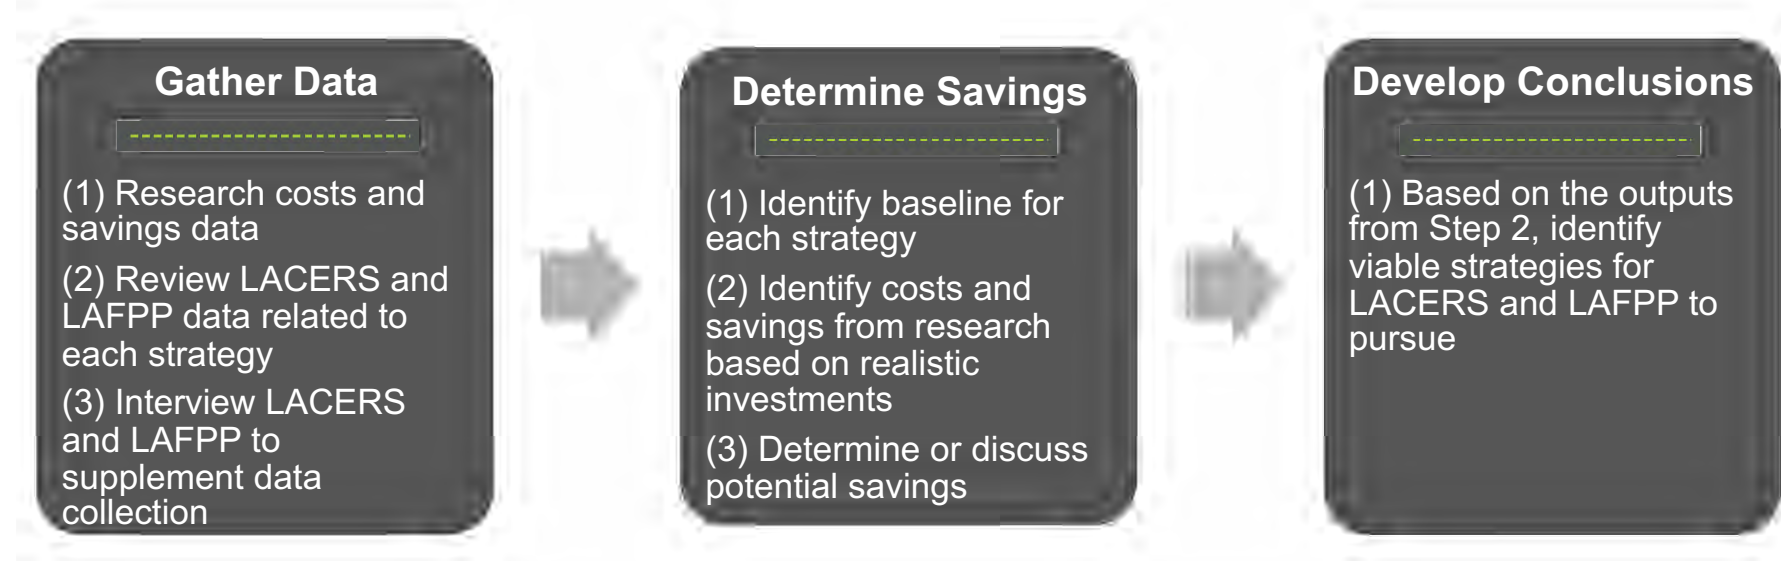 Gather Data
(1) Research costs and
savings data
(2) Review LACERS and
LAFPP data related to
each strategy
(3) Interview LACERS
and LAFPP to
supplement data
collection
Determine Savings
(1) Identify baseline for
each strategy
(2) Identify costs and
savings from research
based on realistic
investments
(3) Determine or discuss
potential savings
Develop Conclusions
(1) Based on the outputs
from Step 2, identify
viable strategies for
LACERS and LAFPP to
pursue